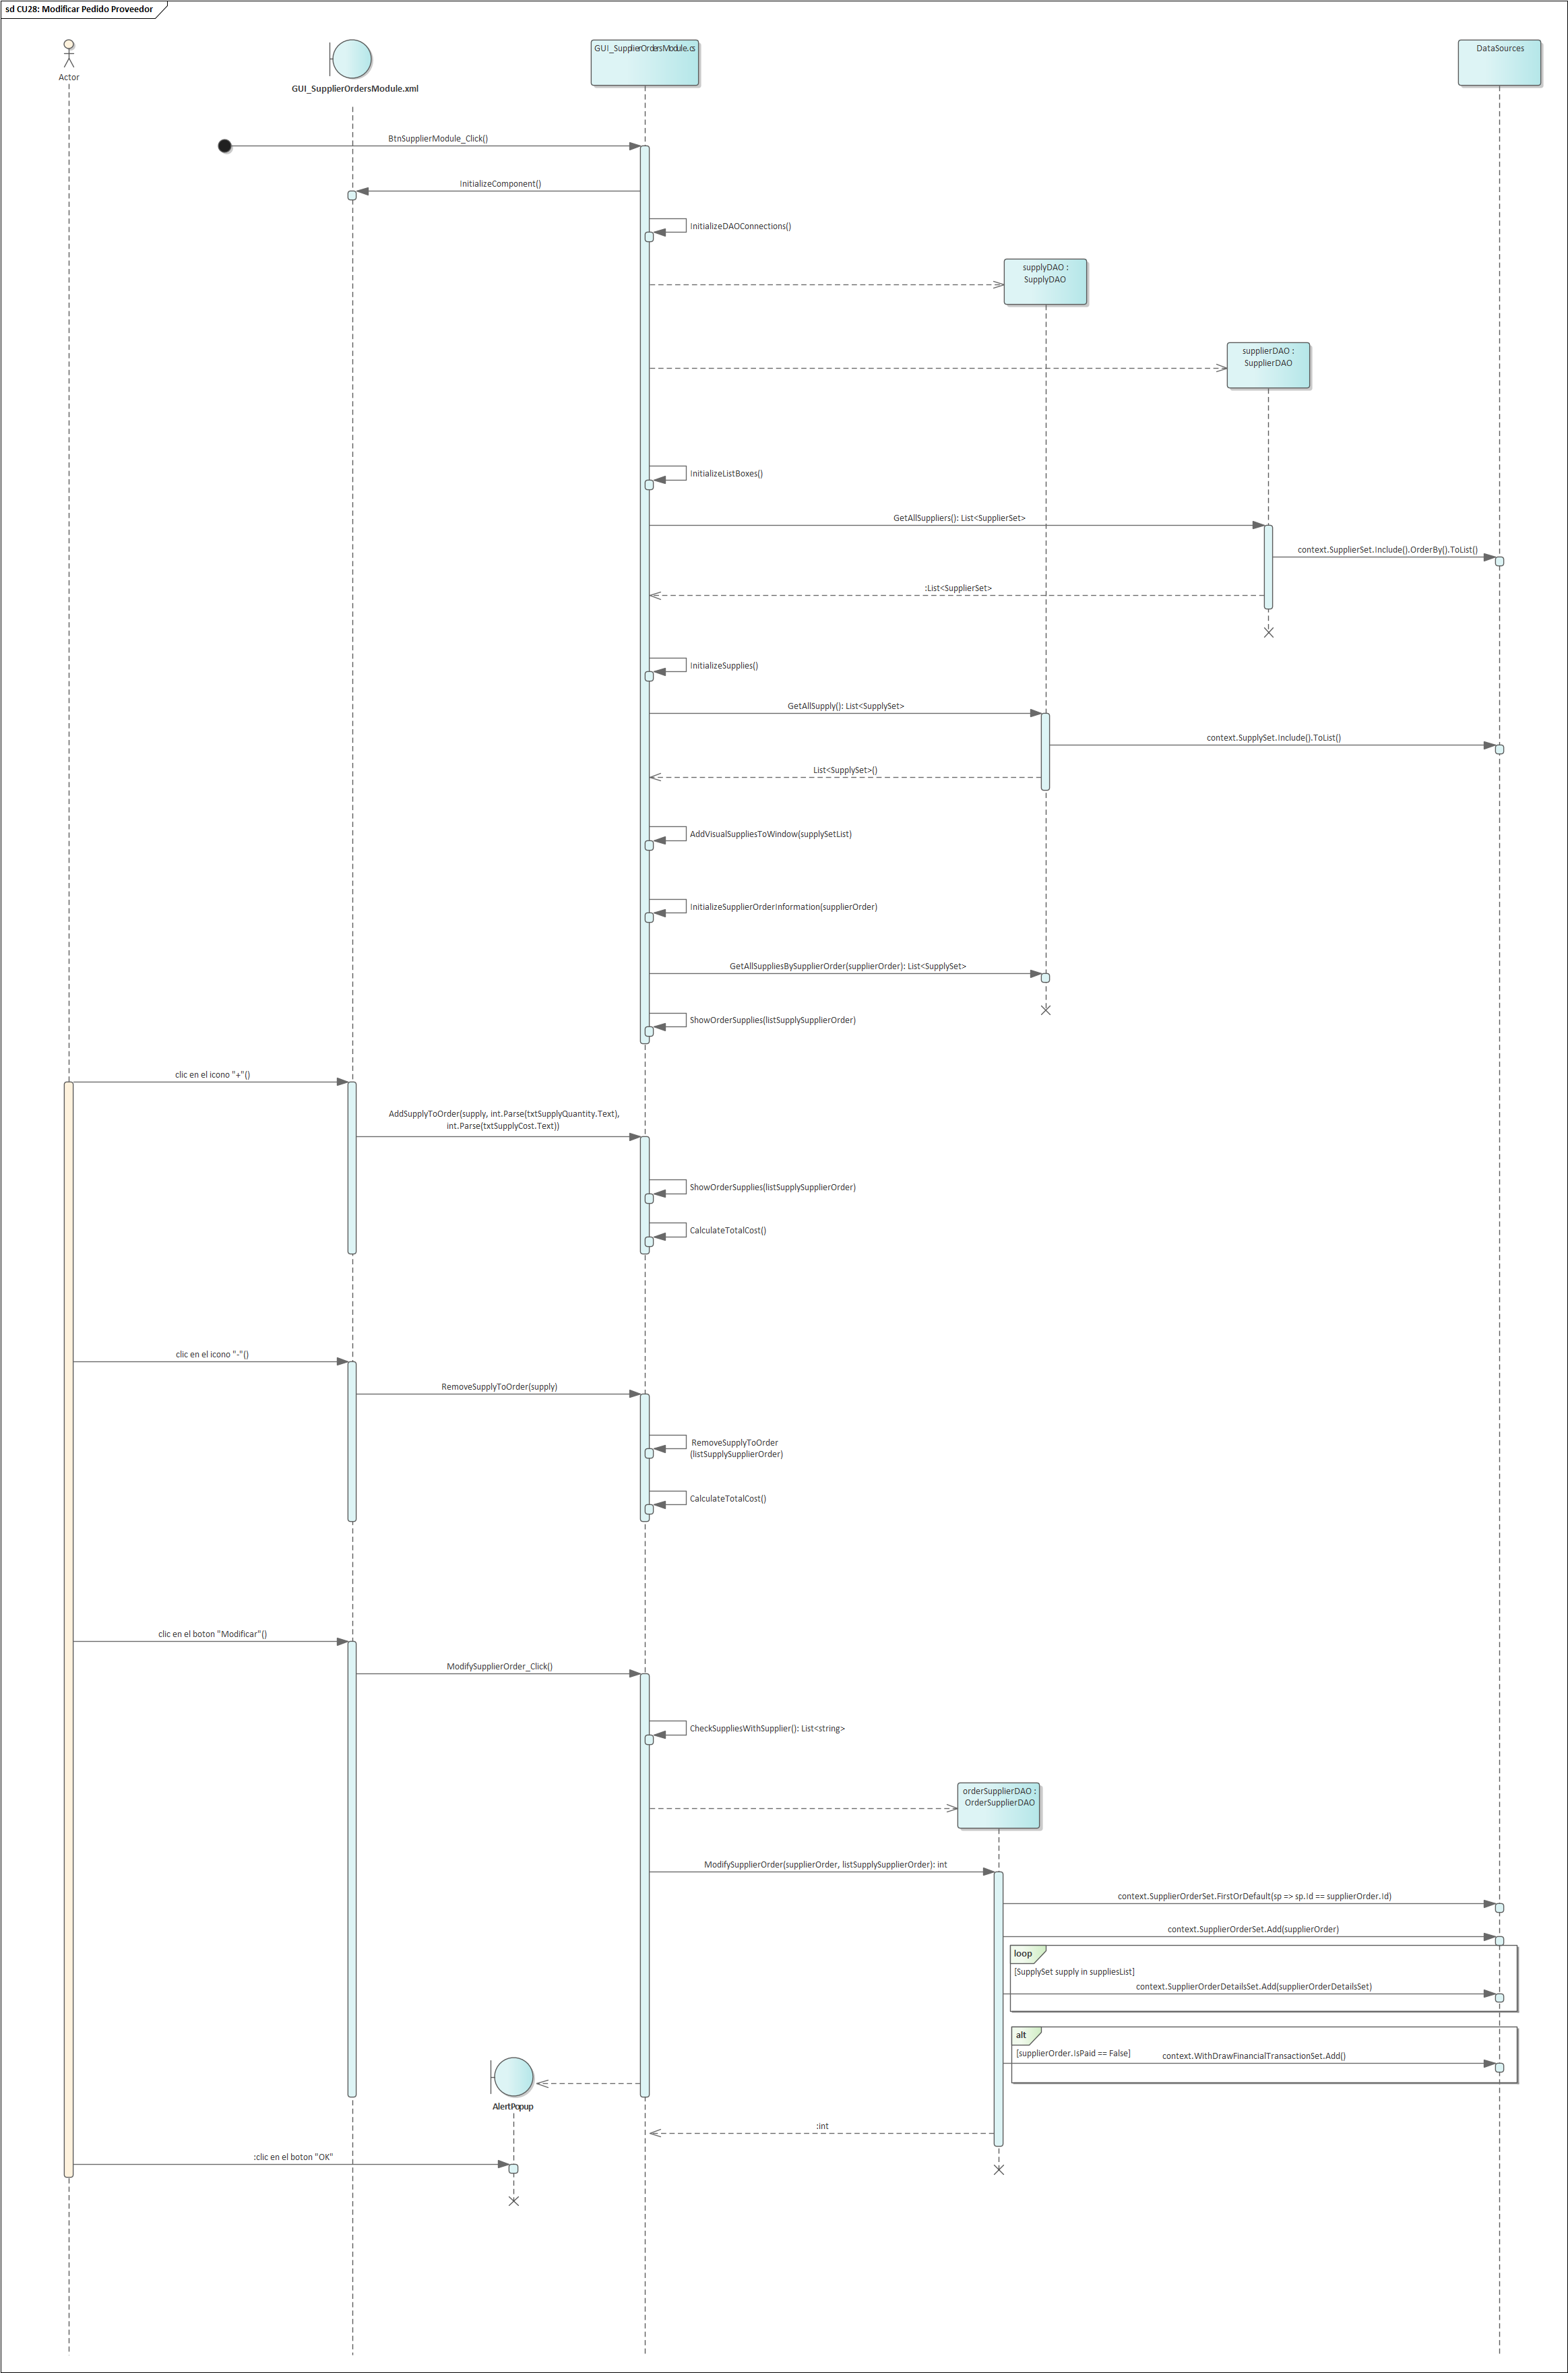 sd CU28: Modificar Pedido Proveedor
Actor
GUI_SupplierOrdersModule.xml
GUI_SupplierOrdersModule.cs
DataSources
BtnSupplierModule_Click()
InitializeComponent()
InitializeDAOConnections()
supplyDAO :
SupplyDAO
supplierDAO :
SupplierDAO
InitializeListBoxes()
GetAllSuppliers(): List<SupplierSet>
context.SupplierSet.Include().OrderBy().ToList()
:List<SupplierSet>
InitializeSupplies()
GetAllSupply(): List<SupplySet>
context.SupplySet.Include().ToList()
List<SupplySet>()
AddVisualSuppliesToWindow(supplySetList)
InitializeSupplierOrderInformation(supplierOrder)
GetAllSuppliesBySupplierOrder(supplierOrder): List<SupplySet>
ShowOrderSupplies(listSupplySupplierOrder)
clic en el icono "+"()
AddSupplyToOrder(supply, int.Parse(txtSupplyQuantity.Text),
int.Parse(txtSupplyCost.Text))
ShowOrderSupplies(listSupplySupplierOrder)
CalculateTotalCost()
clic en el icono "-"()
RemoveSupplyToOrder(supply)
RemoveSupplyToOrder
(listSupplySupplierOrder)
CalculateTotalCost()
clic en el boton "Modificar"()
ModifySupplierOrder_Click()
CheckSuppliesWithSupplier(): List<string>
orderSupplierDAO :
OrderSupplierDAO
ModifySupplierOrder(supplierOrder, listSupplySupplierOrder): int
context.SupplierOrderSet.FirstOrDefault(sp => sp.Id == supplierOrder.Id)
context.SupplierOrderSet.Add(supplierOrder)
loop
[SupplySet supply in suppliesList]
context.SupplierOrderDetailsSet.Add(supplierOrderDetailsSet)
alt
[supplierOrder.IsPaid == False]
context.WithDrawFinancialTransactionSet.Add()
AlertPopup
:int
:clic en el boton "OK"